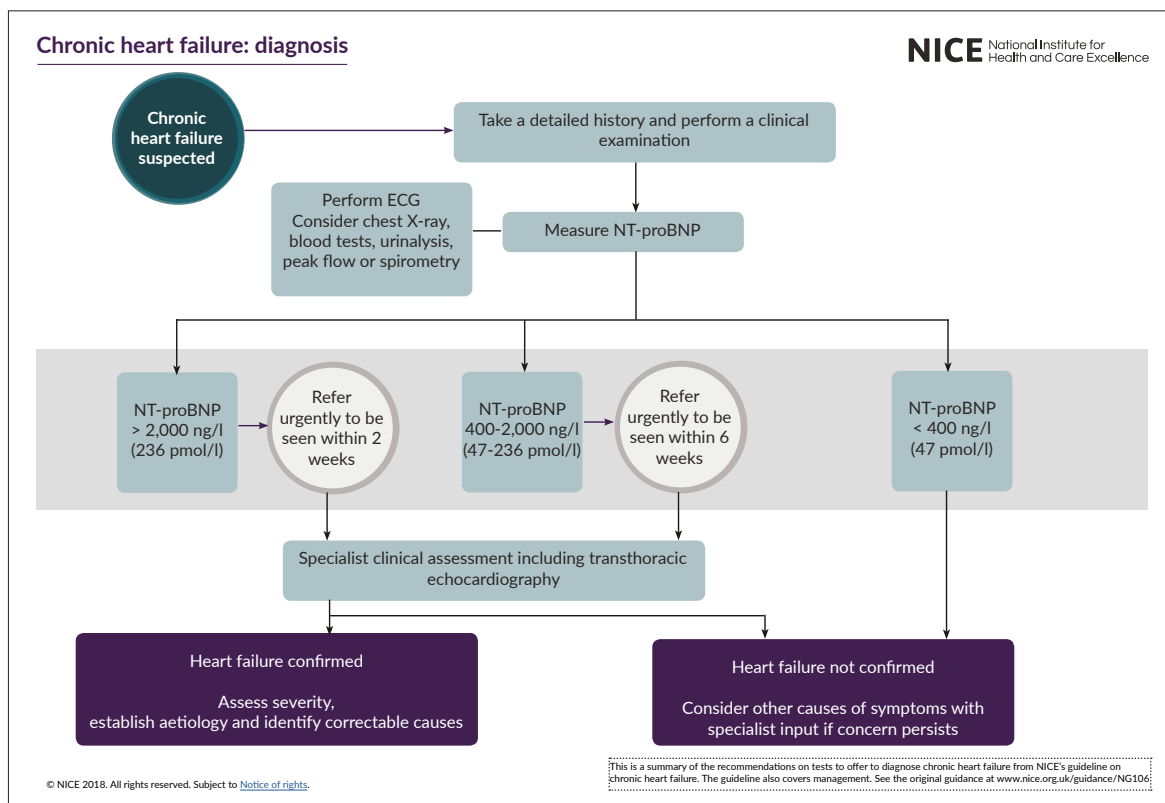 Chronic heart failure: diagnosis
NICE National Institute for
Health and Care Excellence
Chronic
heart failure
suspected
Take a detailed history and perform a clinical
examination
Perform ECG
Consider chest X-ray,
blood tests, urinalysis,
peak flow or spirometry
Measure NT-proBNP
NT-proBNP
> 2,000 ng/l
(236 pmol/l)
Refer
urgently to be
seen within 2
weeks
NT-proBNP
400-2,000 ng/l
(47-236 pmol/l)
Refer
urgently to be
seen within 6
weeks
NT-proBNP
< 400 ng/l
(47 pmol/l)
Specialist clinical assessment including transthoracic
echocardiography
Heart failure confirmed
Assess severity,
establish aetiology and identify correctable causes
Heart failure not confirmed
Consider other causes of symptoms with
specialist input if concern persists
© NICE 2018. All rights reserved. Subject to Notice of rights.
This is a summary of the recommendations on tests to offer to diagnose chronic heart failure from NICE's guideline on
chronic heart failure. The guideline also covers management. See the original guidance at www.nice.org.uk/guidance/NG106